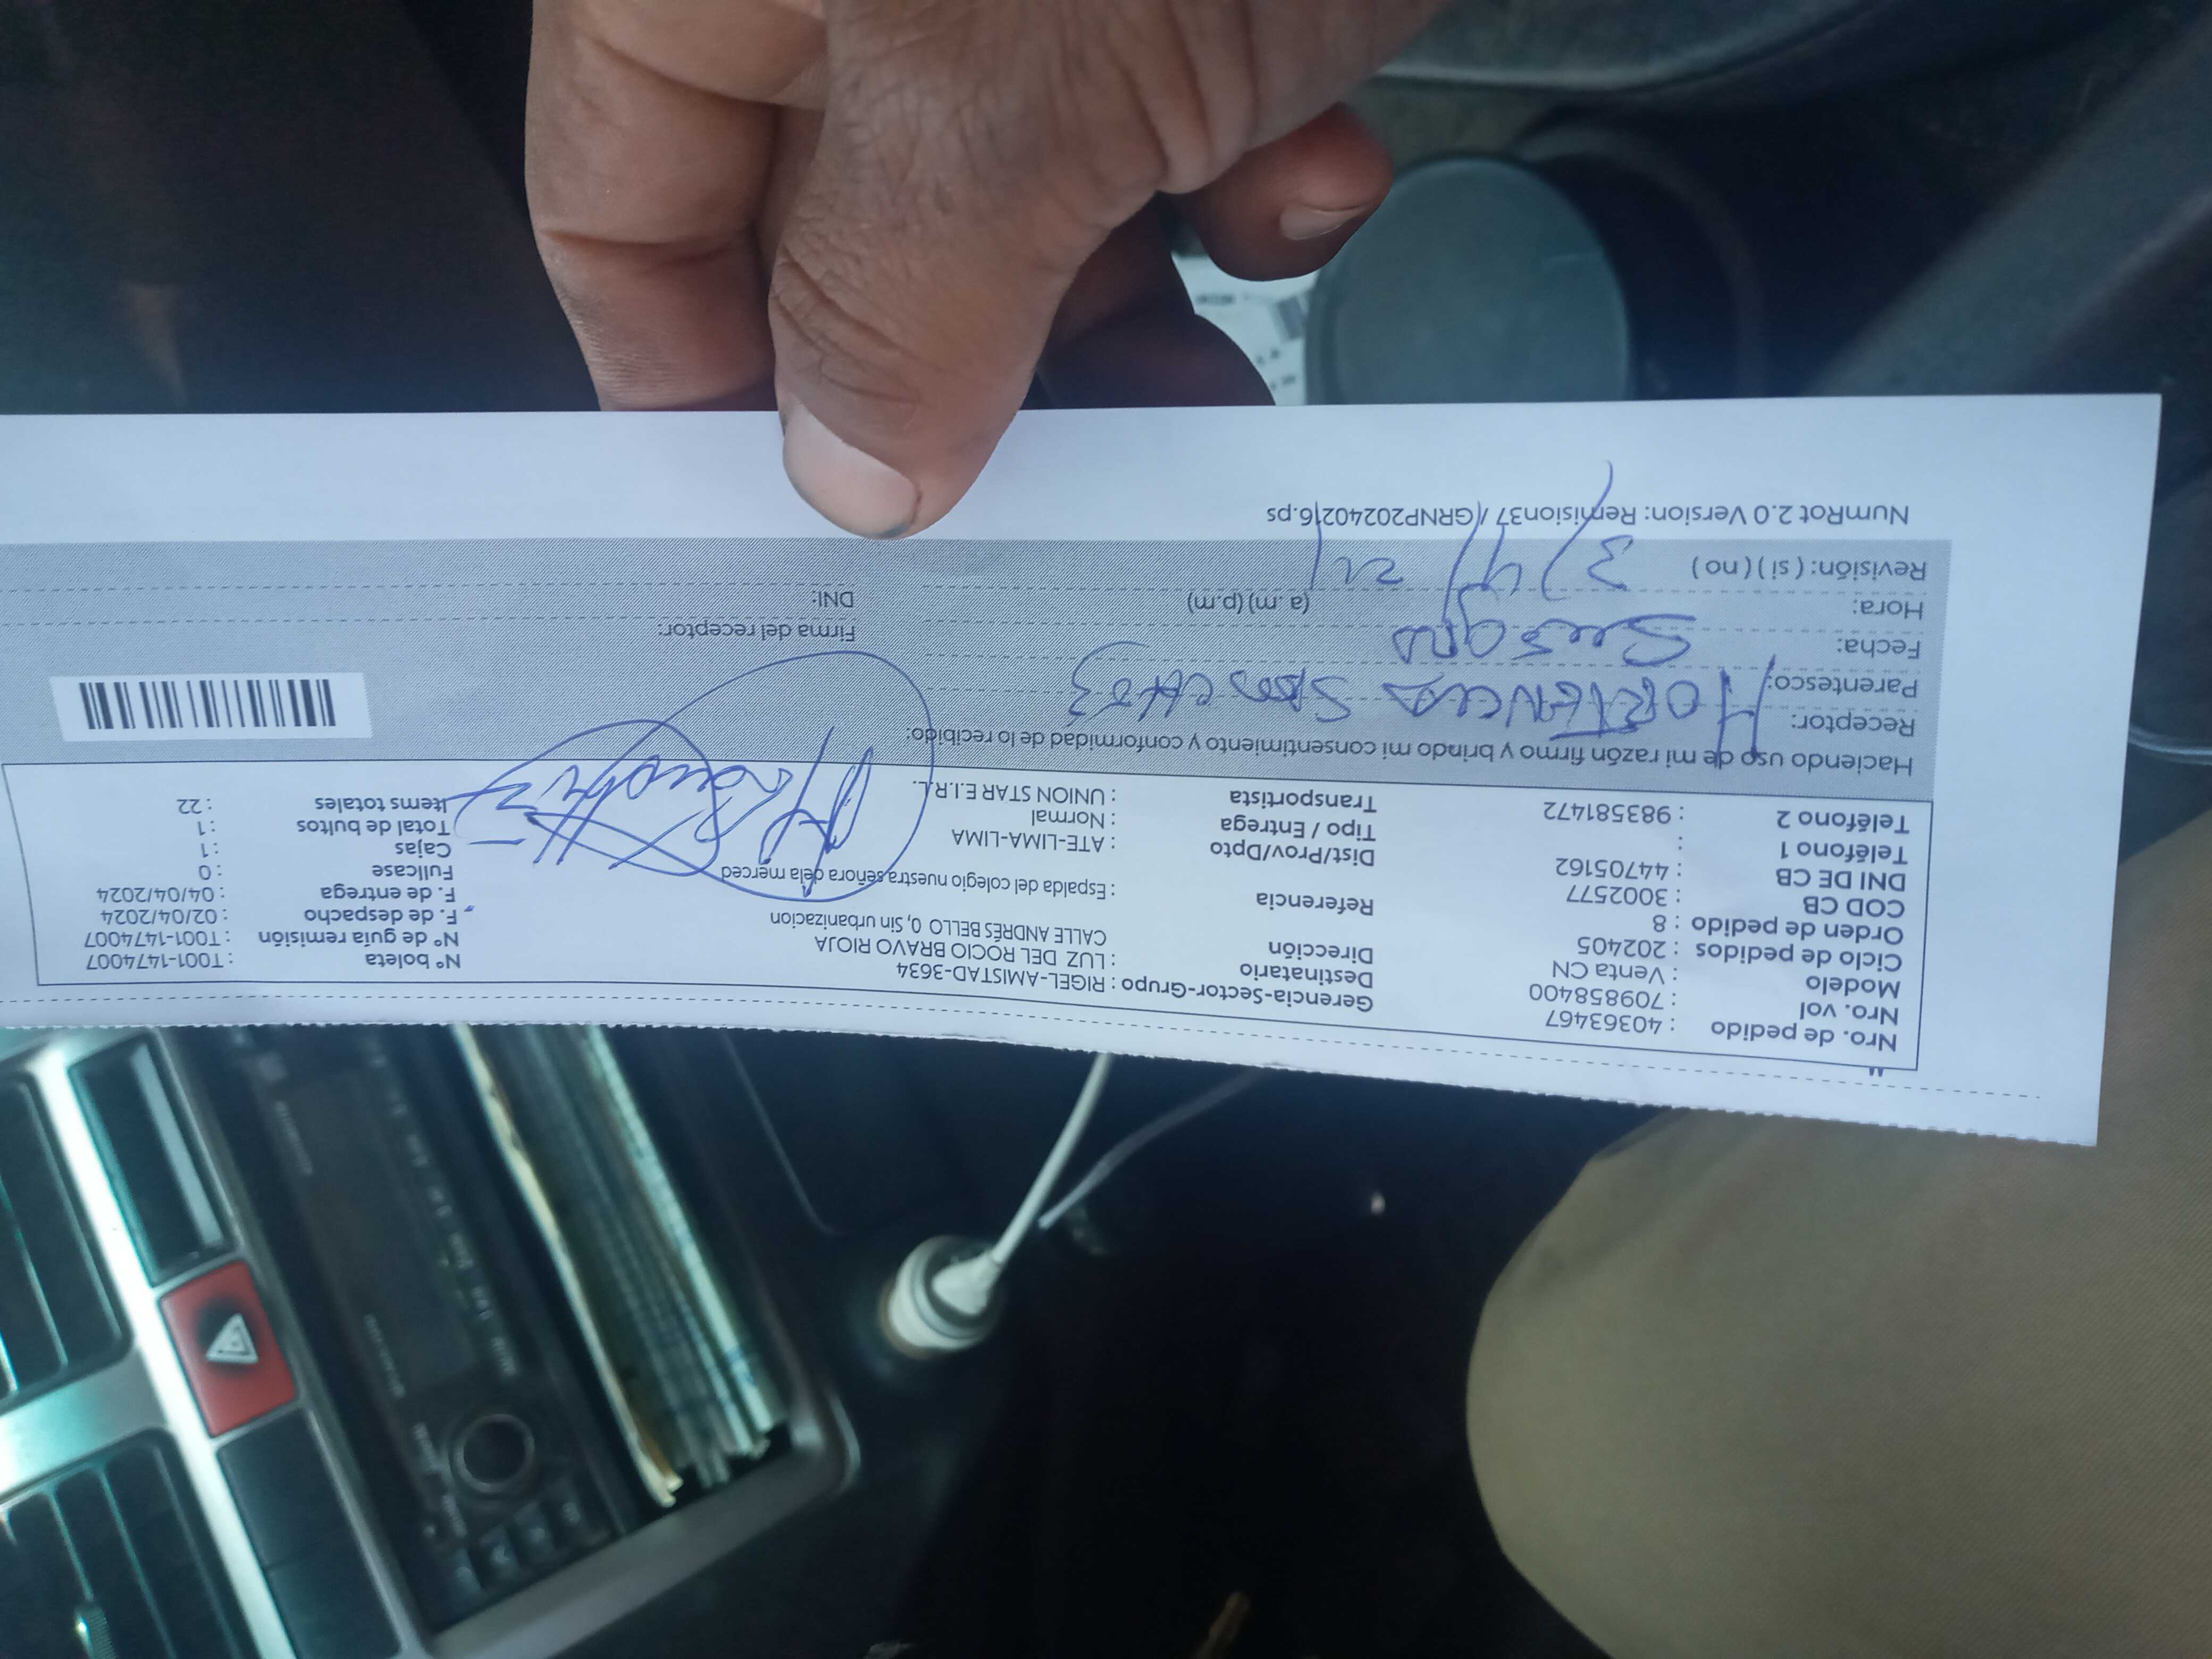 Nro. de pedido : 40363467
Nro. vol : 709858400
Modelo : Venta CN
Ciclo de pedidos : 202405
Orden de pedido : 8
COD CB : 3002577
DNI DE CB : 44705162
Teléfono 1 :
Teléfono 2 : 983581472
Gerencia-Sector-Grupo : RIGEL-AMISTAD-3634
Destinatario : LUZ DEL ROCIO BRAVO RIOJA
Dirección CALLE ANDRÉS BELLO 0, Sin urbanizacion
Referencia : Espalda del colegio nuestra señora dela merced
Dist/Prov/Dpto : ATE-LIMA-LIMA
Tipo / Entrega : Normal
Transportista : UNION STAR E.I.R.L.
N° boleta : T001-1474007
N° de guía remisión : T001-1474007
F. de despacho : 02/04/2024
F. de entrega : 04/04/2024
Fullcase : 0
Cajas : 1
Total de bultos : 1
Items totales : 22
Haciendo uso de mi razón firmo y brindo mi consentimiento y conformidad de lo recibido:
Receptor: HORTENCIA
Parentesco: Suegra
Fecha: 3/4/24
Hora: (a.m) (p.m)
Revisión: ( si ) ( no )
Firma del receptor:
DNI:
NumRot 2.0 Version: Remision37 / GRNP20240216.ps